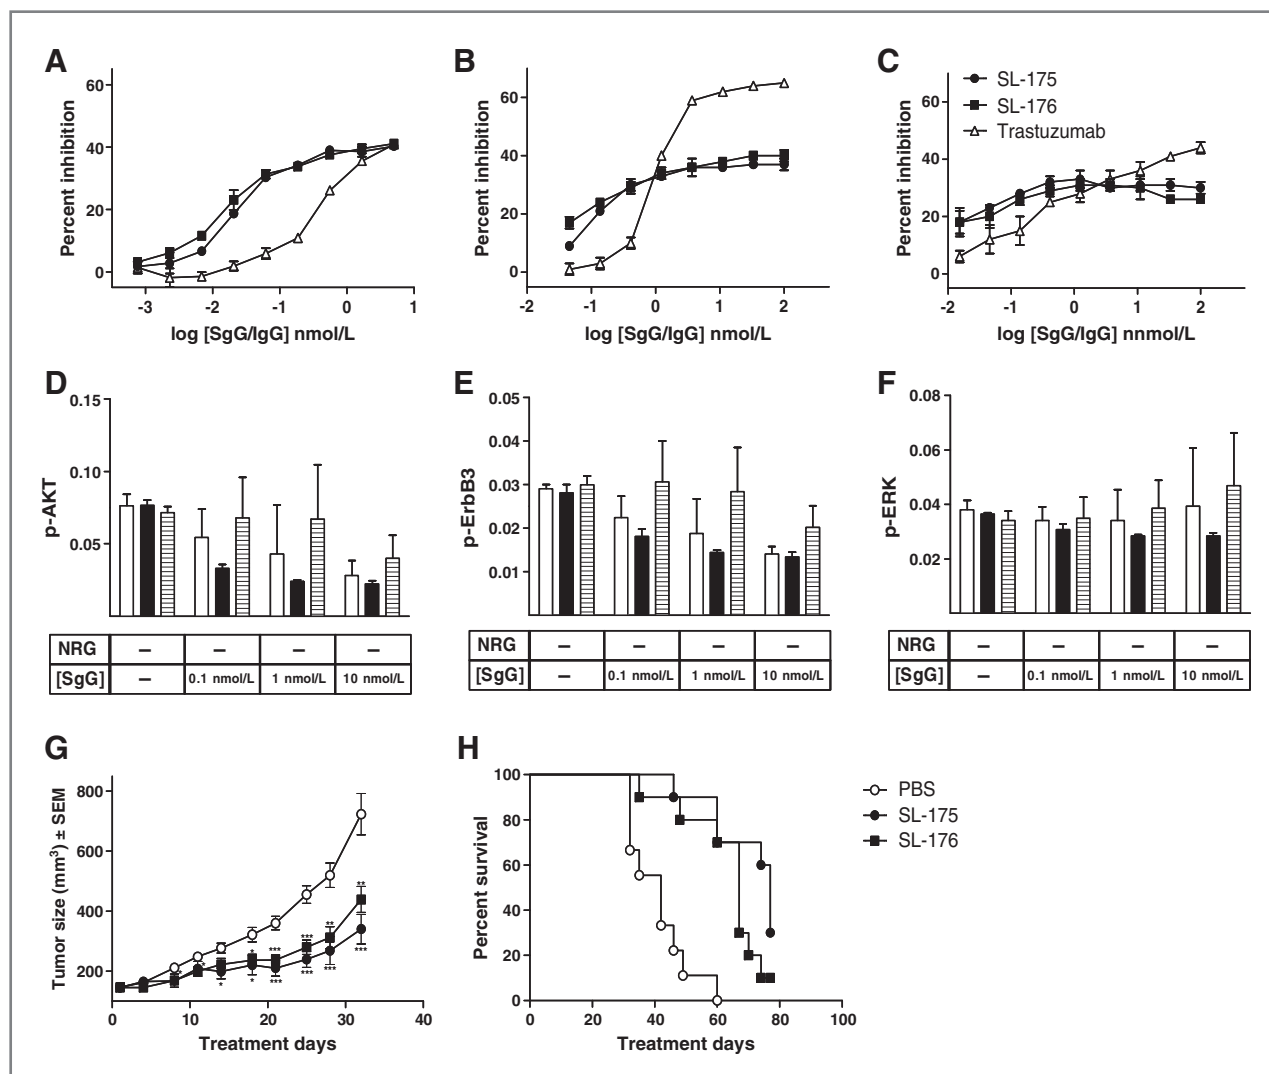 A
B
C
Percent inhibition
60
40
20
0
-3
-2
-1
0
1
log [SgG/IgG] nmol/L
Percent inhibition
60
40
20
0
-2
-1
0
1
2
log [SgG/IgG] nmol/L
Percent inhibition
60
40
20
0
-2
-1
0
1
2
log [SgG/IgG] nnmol/L
SL-175
SL-176
Trastuzumab
D
E
F
p-AKT
0.15
0.10
0.05
NRG – – – –
[SgG] – 0.1 nmol/L 1 nmol/L 10 nmol/L
p-ErbB3
0.05
0.04
0.03
0.02
0.01
NRG – – – –
[SgG] – 0.1 nmol/L 1 nmol/L 10 nmol/L
p-ERK
0.08
0.06
0.04
0.02
NRG – – – –
[SgG] – 0.1 nmol/L 1 nmol/L 10 nmol/L
G
H
Tumor size (mm³) ± SEM
800
600
400
200
0
10
20
30
40
Treatment days
Percent survival
100
80
60
40
20
0
0
20
40
60
80
100
Treatment days
PBS
SL-175
SL-176